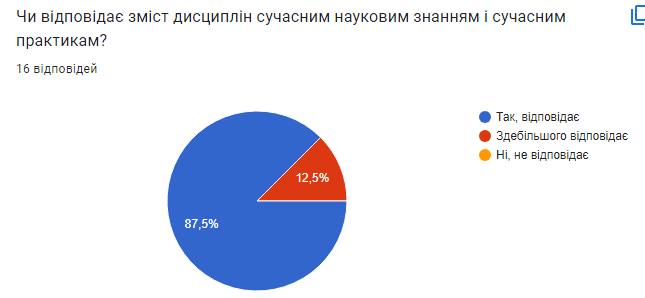 Чи відповідає зміст дисциплін сучасним науковим знанням і сучасним
практикам?
16 відповідей
Так, відповідає
Здебільшого відповідає
Ні, не відповідає
12,5%
87,5%